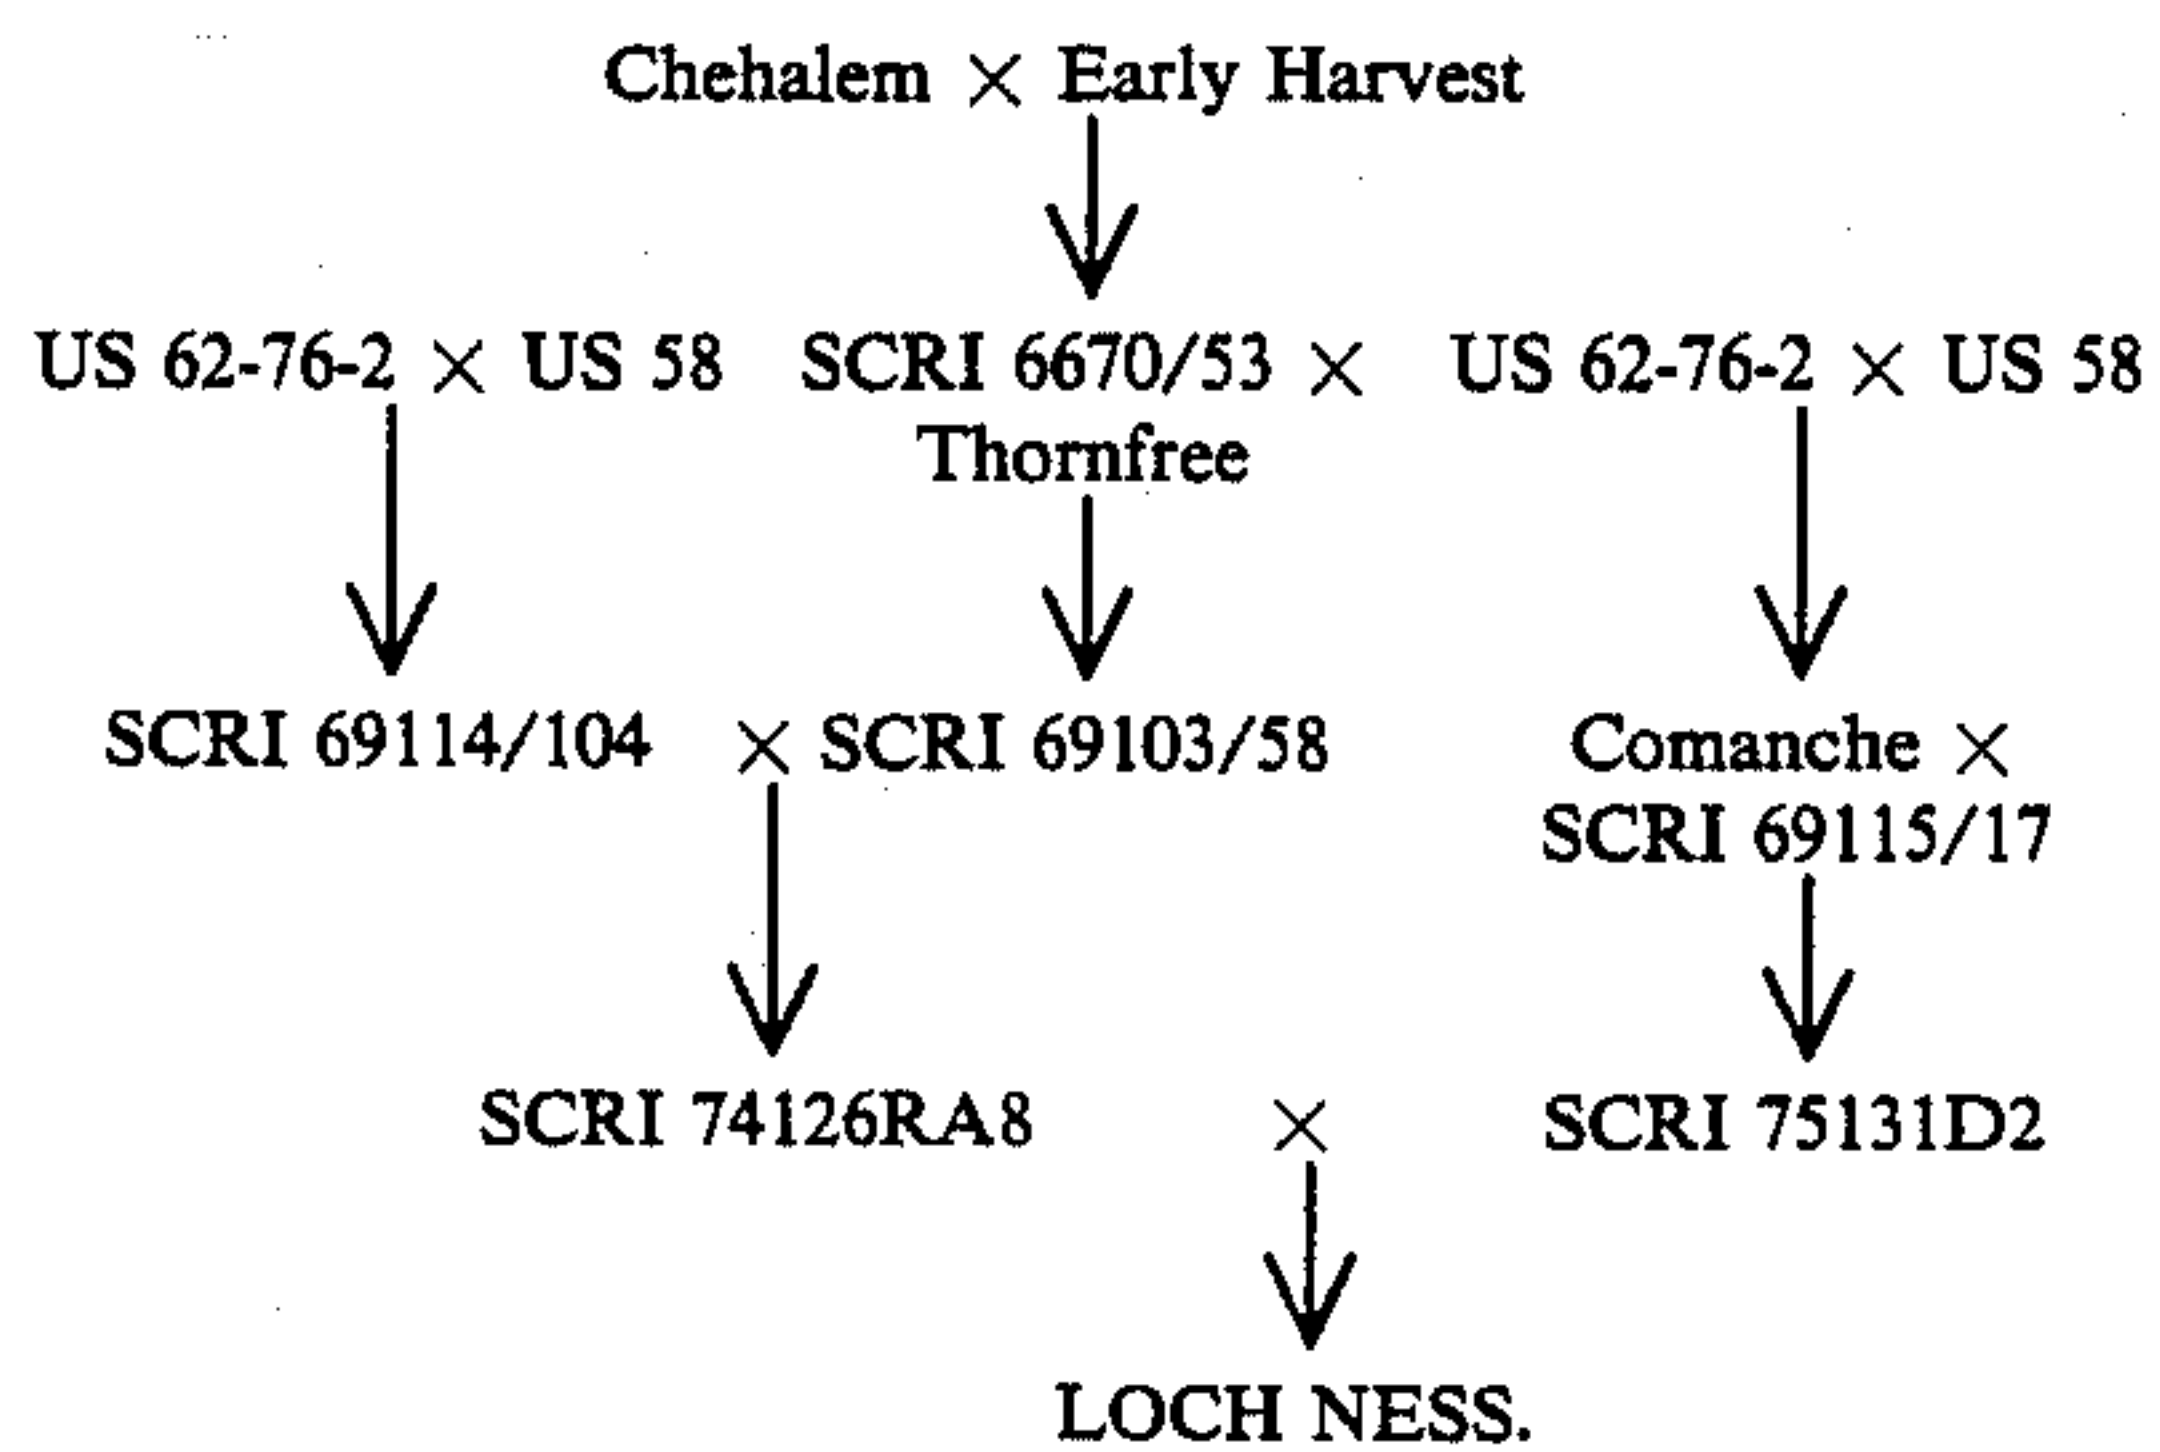 Chehalem × Early Harvest
US 62-76-2 × US 58 SCRI 6670/53 × US 62-76-2 × US 58
Thornfree
SCRI 69114/104 × SCRI 69103/58 Comanche ×
SCRI 69115/17
SCRI 74126RA8 × SCRI 75131D2
LOCH NESS.